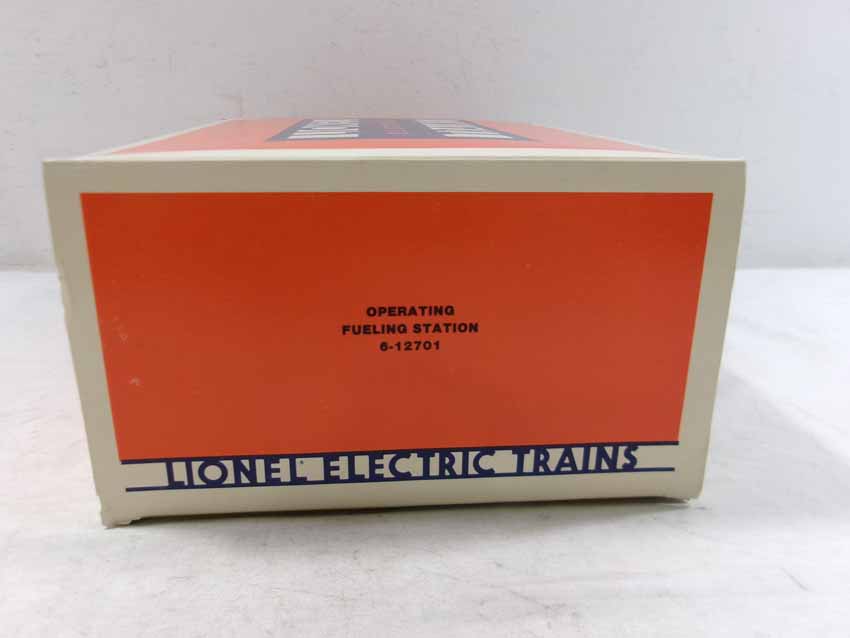 OPERATING
FUELING STATION
6-12701
LIONEL ELECTRIC TRAINS